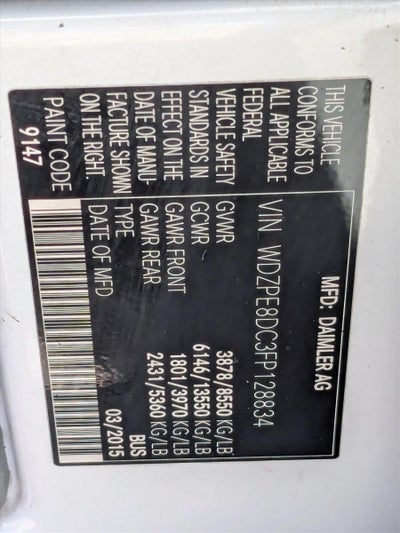 MFD: DAIMLER AG
THIS VEHICLE
CONFORMS TO
ALL APPLICABLE
FEDERAL
VEHICLE SAFETY
STANDARDS IN
EFFECT ON THE
DATE OF MANU-
FACTURE SHOWN
ON THE RIGHT
PAINT CODE
9147
VIN WDZPE8DC3FP128834
GVWR 3878/8550 KG/LB
GCWR 6146/13550 KG/LB
GAWR FRONT 1801/3970 KG/LB
GAWR REAR 2431/5360 KG/LB
TYPE BUS
DATE OF MFD 03/2015